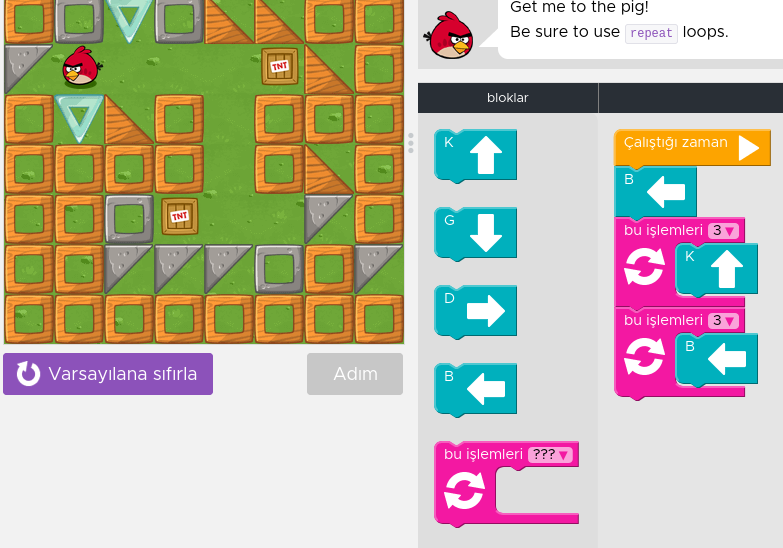 Get me to the pig!
Be sure to use repeat loops.
bloklar
TNT
K
Çalıştığı zaman
B
bu işlemleri 3
K
G
TNT
D
bu işlemleri 3
B
Varsayılana sıfırla
Adım
B
bu işlemleri ???